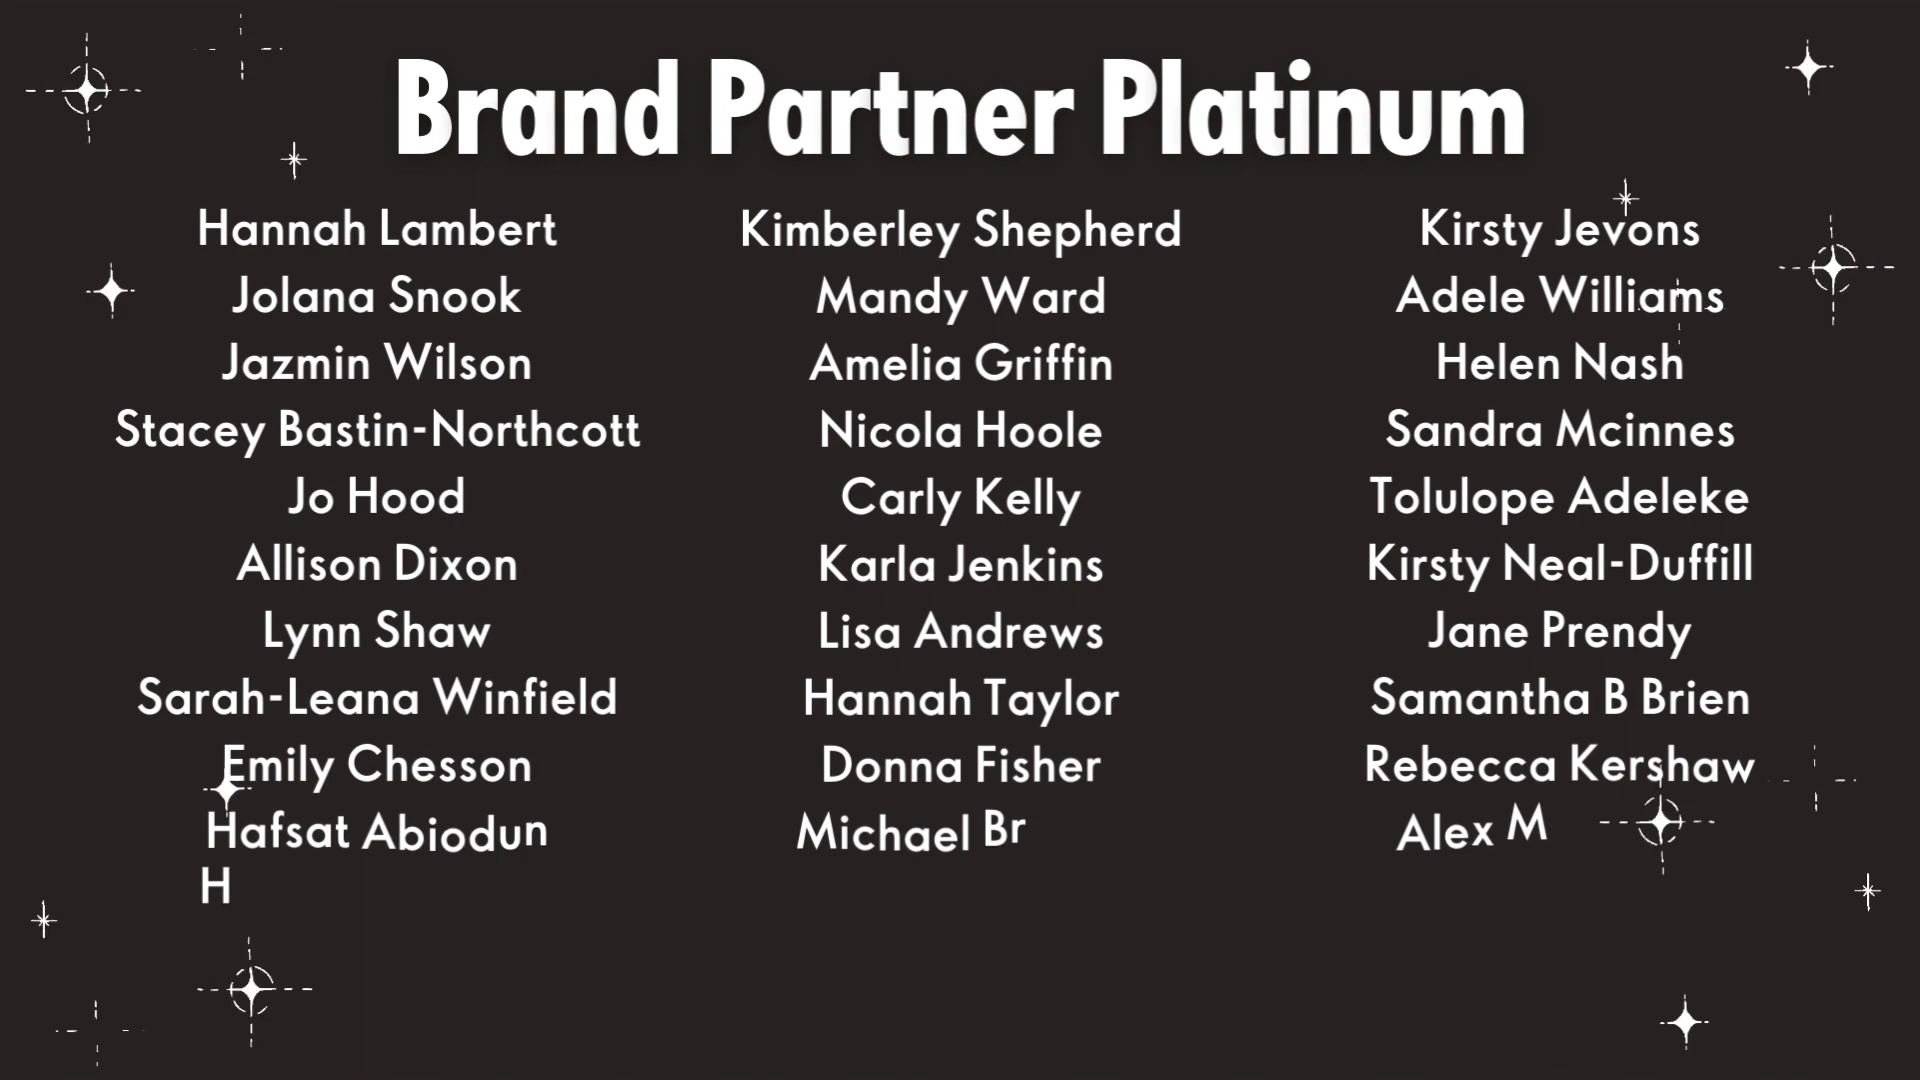 Brand Partner Platinum
Hannah Lambert
Jolana Snook
Jazmin Wilson
Stacey Bastin-Northcott
Jo Hood
Allison Dixon
Lynn Shaw
Sarah-Leana Winfield
Emily Chesson
Hafsat Abiodun
H
Kimberley Shepherd
Mandy Ward
Amelia Griffin
Nicola Hoole
Carly Kelly
Karla Jenkins
Lisa Andrews
Hannah Taylor
Donna Fisher
Michael Br
Kirsty Jevons
Adele Williams
Helen Nash
Sandra Mcinnes
Tolulope Adeleke
Kirsty Neal-Duffill
Jane Prendy
Samantha B Brien
Rebecca Kershaw
Alex M